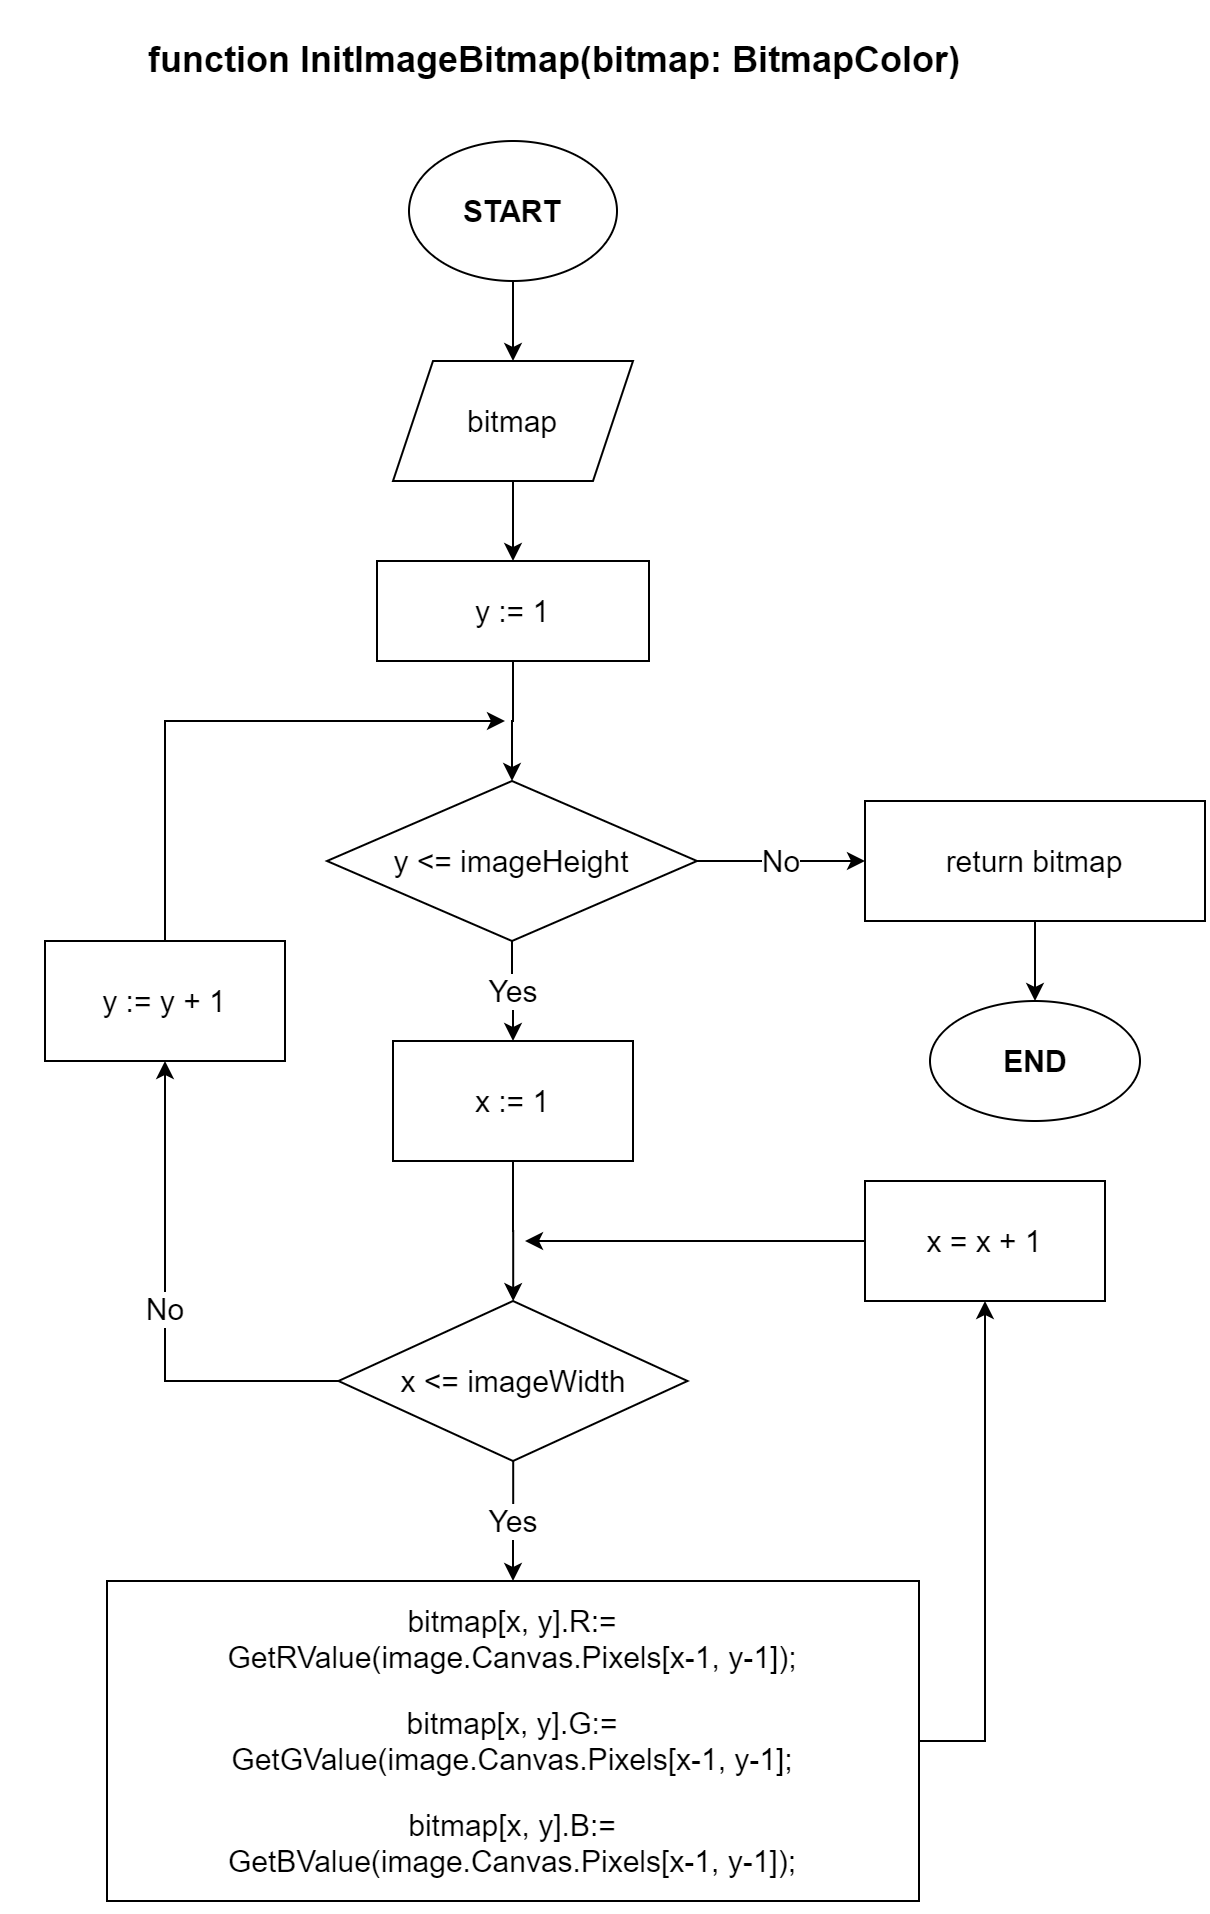 function InitImageBitmap(bitmap: BitmapColor)
START
bitmap
y := 1
y <= imageHeight
No
return bitmap
y := y + 1
Yes
END
x := 1
x = x + 1
No
x <= imageWidth
Yes
bitmap[x, y].R:=
GetRValue(image.Canvas.Pixels[x-1, y-1]);
bitmap[x, y].G:=
GetGValue(image.Canvas.Pixels[x-1, y-1];
bitmap[x, y].B:=
GetBValue(image.Canvas.Pixels[x-1, y-1]);